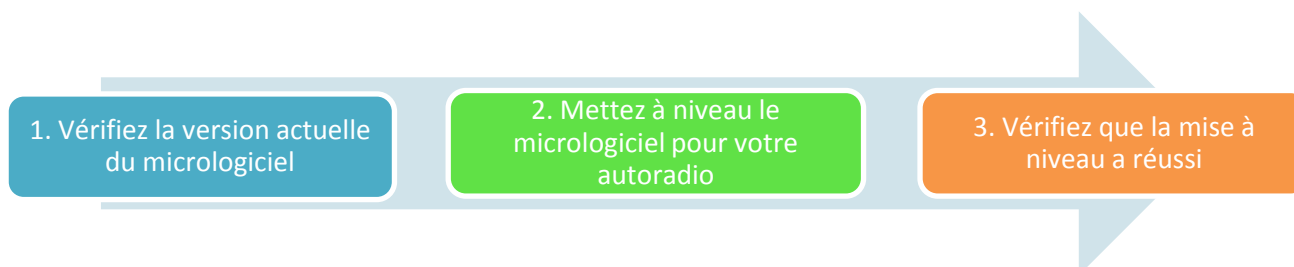 1. Vérifiez la version actuelle
du micrologiciel
2. Mettez à niveau le
micrologiciel pour votre
autoradio
3. Vérifiez que la mise à
niveau a réussi